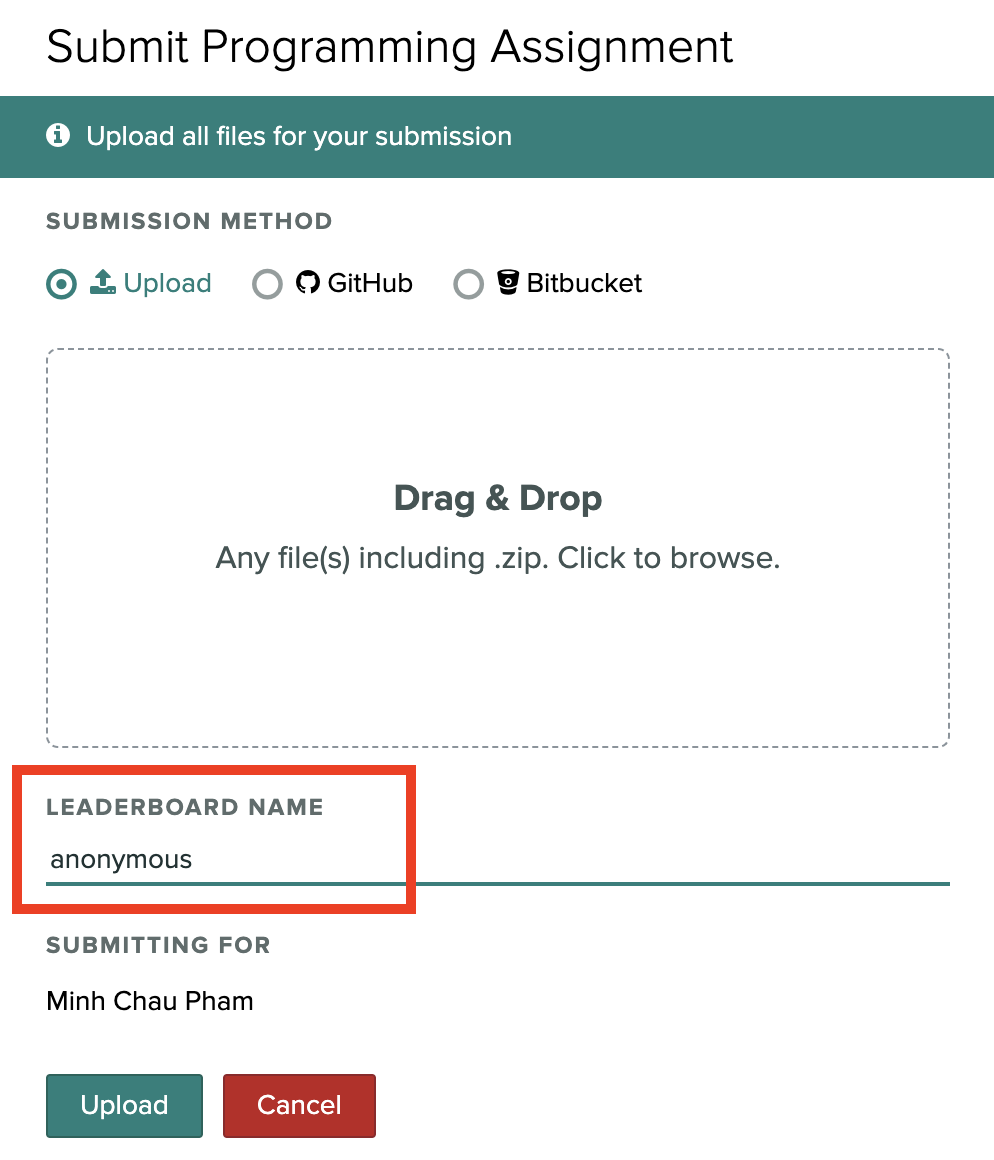 Submit Programming Assignment
Upload all files for your submission
SUBMISSION METHOD
Upload GitHub Bitbucket
Drag & Drop
Any file(s) including .zip. Click to browse.
LEADERBOARD NAME
anonymous
SUBMITTING FOR
Minh Chau Pham
Upload Cancel